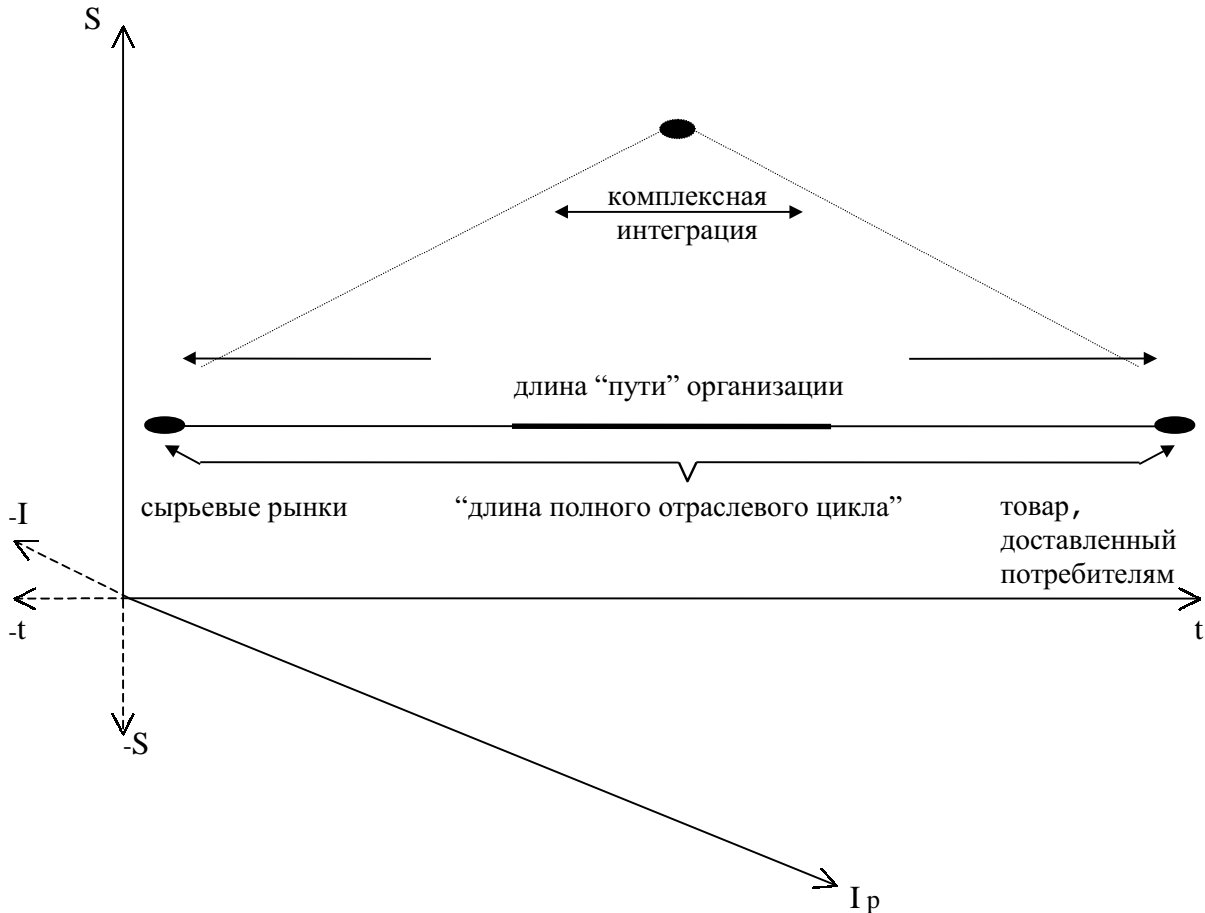 S
комплексная
интеграция
длина “пути” организации
сырьевые рынки
“длина полного отраслевого цикла”
товар,
доставленный
потребителям
-I
-t
t
-S
I p